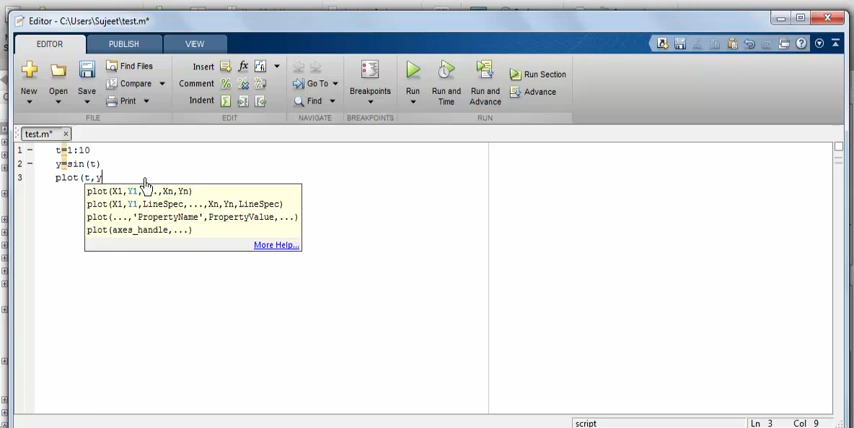 Editor - C:\Users\Sujeet\test.m*
EDITOR PUBLISH VIEW
New Open Save Find Files Compare Print
Insert fx Comment Indent
Go To Find
Breakpoints
Run Run and Time Run and Advance Run Section Advance
FILE EDIT NAVIGATE BREAKPOINTS RUN
test.m* ×
1 – t=1:10
2 – y=sin(t)
3 plot(t,y
plot(X1,Y1,...,Xn,Yn)
plot(X1,Y1,LineSpec,...,Xn,Yn,LineSpec)
plot(...,'PropertyName',PropertyValue,...)
plot(axes_handle,...)
More Help...
script Ln 3 Col 9